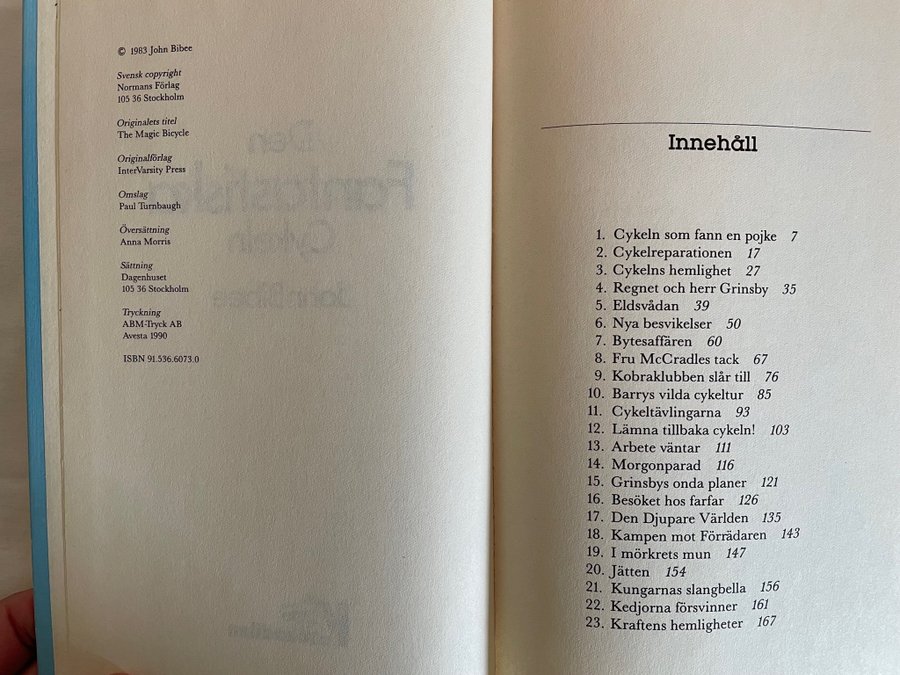 © 1983 John Bibee
Svensk copyright
Normans Förlag
105 36 Stockholm
Originalets titel
The Magic Bicycle
Originalförlag
InterVarsity Press
Omslag
Paul Turnbaugh
Översättning
Anna Morris
Sättning
Dagenhuset
105 36 Stockholm
Tryckning
ABM-Tryck AB
Avesta 1990
ISBN 91.536.6073.0
Den
Fantastiska
Cykeln
John Bibee
Innehåll
1. Cykeln som fann en pojke 7
2. Cykelreparationen 17
3. Cykelns hemlighet 27
4. Regnet och herr Grinsby 35
5. Eldsvådan 39
6. Nya besvikelser 50
7. Bytesaffären 60
8. Fru McCradles tack 67
9. Kobraklubben slår till 76
10. Barrys vilda cykeltur 85
11. Cykeltävlingarna 93
12. Lämna tillbaka cykeln! 103
13. Arbete väntar 111
14. Morgonparad 116
15. Grinsbys onda planer 121
16. Besöket hos farfar 126
17. Den Djupare Världen 135
18. Kampen mot Förrädaren 143
19. I mörkrets mun 147
20. Jätten 154
21. Kungarnas slangbella 156
22. Kedjorna försvinner 161
23. Kraftens hemligheter 167